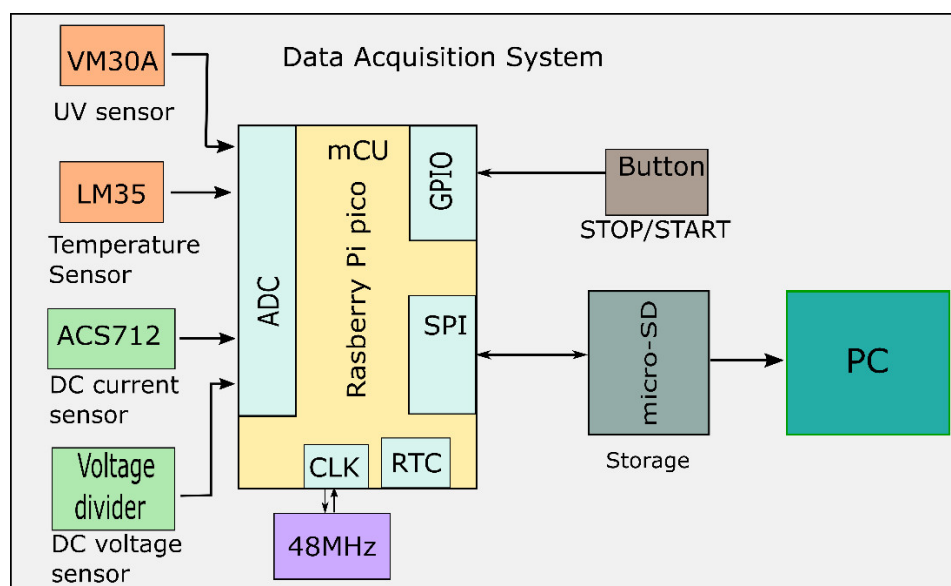 Data Acquisition System
VM30A
UV sensor
LM35
Temperature
Sensor
ACS712
DC current
sensor
Voltage
divider
DC voltage
sensor
ADC
mCU
Rasberry Pi pico
GPIO
SPI
CLK
RTC
48MHz
Button
STOP/START
micro-SD
Storage
PC